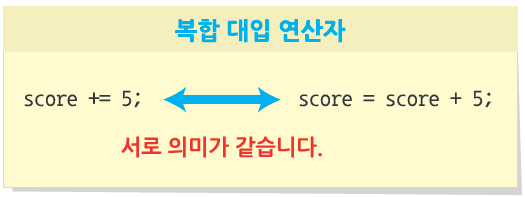 복합 대입 연산자
score += 5; score = score + 5;
서로 의미가 같습니다.